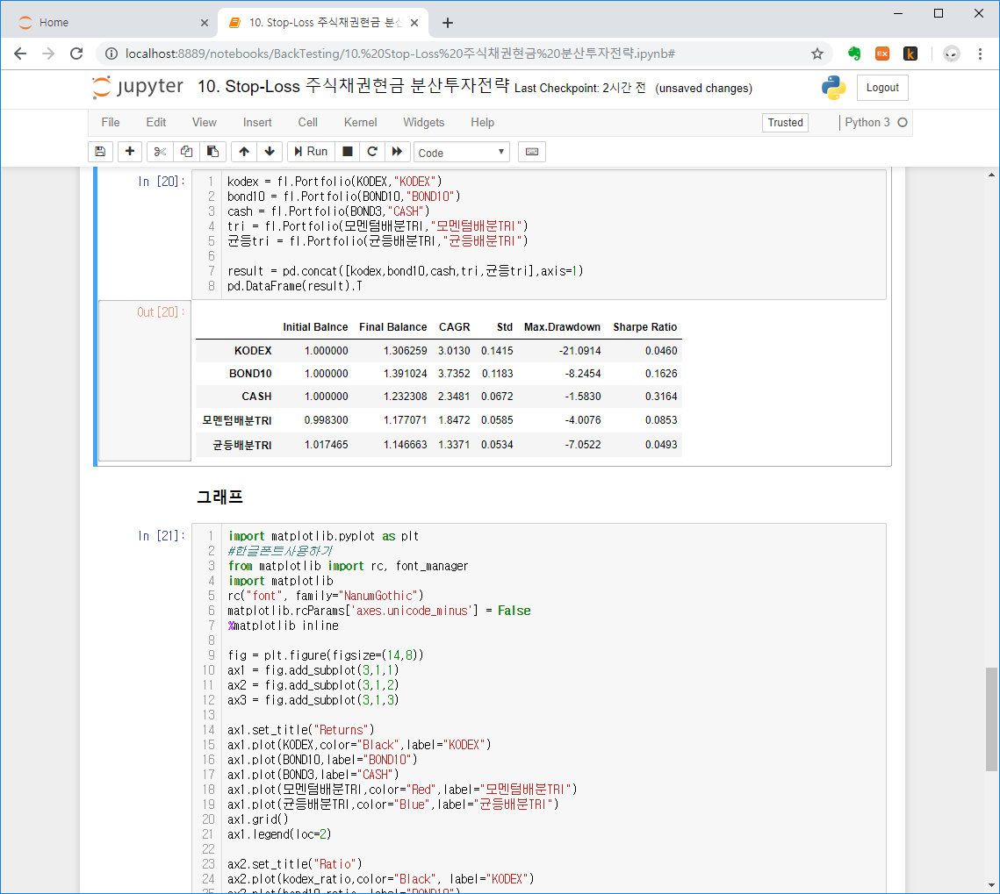 Home
10. Stop-Loss 주식채권현금 분산
localhost:8889/notebooks/BackTesting/10.%20Stop-Loss%20주식채권현금%20분산투자전략.ipynb#
jupyter 10. Stop-Loss 주식채권현금 분산투자전략 Last Checkpoint: 2시간 전 (unsaved changes) Logout
File Edit View Insert Cell Kernel Widgets Help Trusted Python 3
Run Code
In [20]:
1 kodex = fl.Portfolio(KODEX,"KODEX")
2 bond10 = fl.Portfolio(BOND10,"BOND10")
3 cash = fl.Portfolio(BOND3,"CASH")
4 tri = fl.Portfolio(모멘텀배분TRI,"모멘텀배분TRI")
5 균등tri = fl.Portfolio(균등배분TRI,"균등배분TRI")
6
7 result = pd.concat([kodex,bond10,cash,tri,균등tri],axis=1)
8 pd.DataFrame(result).T
Out [20]:
Initial Balnce Final Balance CAGR Std Max.Drawdown Sharpe Ratio
KODEX 1.000000 1.306259 3.0130 0.1415 -21.0914 0.0460
BOND10 1.000000 1.391024 3.7352 0.1183 -8.2454 0.1626
CASH 1.000000 1.232308 2.3481 0.0672 -1.5830 0.3164
모멘텀배분TRI 0.998300 1.177071 1.8472 0.0585 -4.0076 0.0853
균등배분TRI 1.017465 1.146663 1.3371 0.0534 -7.0522 0.0493
그래프
In [21]:
1 import matplotlib.pyplot as plt
2 #한글폰트사용하기
3 from matplotlib import rc, font_manager
4 import matplotlib
5 rc("font", family="NanumGothic")
6 matplotlib.rcParams['axes.unicode_minus'] = False
7 %matplotlib inline
8
9 fig = plt.figure(figsize=(14,8))
10 ax1 = fig.add_subplot(3,1,1)
11 ax2 = fig.add_subplot(3,1,2)
12 ax3 = fig.add_subplot(3,1,3)
13
14 ax1.set_title("Returns")
15 ax1.plot(KODEX,color="Black",label="KODEX")
16 ax1.plot(BOND10,label="BOND10")
17 ax1.plot(BOND3,label="CASH")
18 ax1.plot(모멘텀배분TRI,color="Red",label="모멘텀배분TRI")
19 ax1.plot(균등배분TRI,color="Blue",label="균등배분TRI")
20 ax1.grid()
21 ax1.legend(loc=2)
22
23 ax2.set_title("Ratio")
24 ax2.plot(kodex_ratio,color="Black", label="KODEX")
25 ax2.plot(bond10_ratio, label="BOND10")